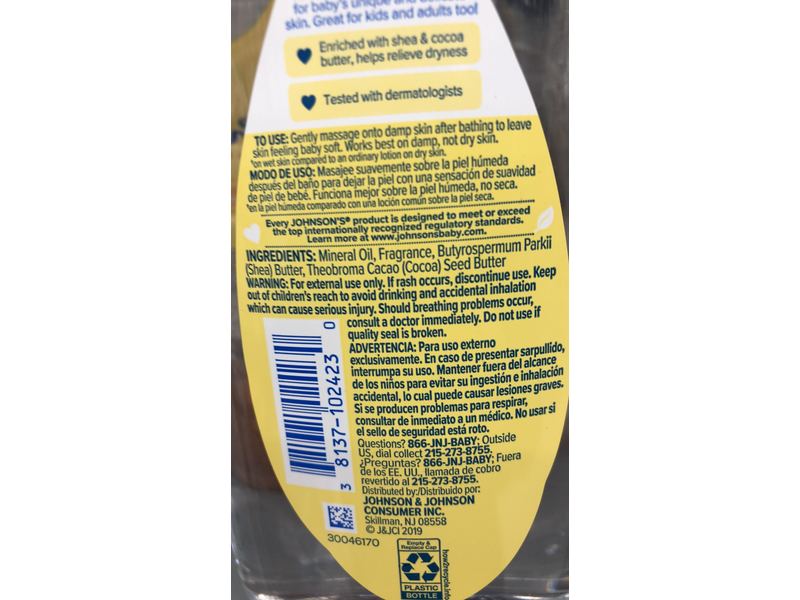 for baby's unique and delicate
skin. Great for kids and adults too!
Enriched with shea & cocoa
butter, helps relieve dryness
Tested with dermatologists
TO USE: Gently massage onto damp skin after bathing to leave
skin feeling baby soft. Works best on damp, not dry skin.
*on wet skin compared to an ordinary lotion on dry skin.
MODO DE USO: Masajee suavemente sobre la piel húmeda
después del baño para dejar la piel con una sensación de suavidad
de piel de bebé. Funciona mejor sobre la piel húmeda, no seca.
*en la piel húmeda comparado con una loción común sobre la piel seca.
Every JOHNSON'S® product is designed to meet or exceed
the top internationally recognized regulatory standards.
Learn more at www.johnsonsbaby.com.
INGREDIENTS: Mineral Oil, Fragrance, Butyrospermum Parkii
(Shea) Butter, Theobroma Cacao (Cocoa) Seed Butter
WARNING: For external use only. If rash occurs, discontinue use. Keep
out of children's reach to avoid drinking and accidental inhalation
which can cause serious injury. Should breathing problems occur,
consult a doctor immediately. Do not use if
quality seal is broken.
ADVERTENCIA: Para uso externo
exclusivamente. En caso de presentar sarpullido,
interrumpa su uso. Mantener fuera del alcance
de los niños para evitar su ingestión e inhalación
accidental, lo cual puede causar lesiones graves.
Si se producen problemas para respirar,
consultar de inmediato a un médico. No usar si
el sello de seguridad está roto.
Questions? 866-JNJ-BABY; Outside
US, dial collect 215-273-8755.
¿Preguntas? 866-JNJ-BABY; Fuera
de los EE. UU., llamada de cobro
revertido al 215-273-8755.
Distributed by:/Distribuido por:
JOHNSON & JOHNSON
CONSUMER INC.
Skillman, NJ 08558
© J&JCI 2019
3 8137-102423 0
30046170
Empty &
Replace Cap
PLASTIC
BOTTLE
how2recycle.info